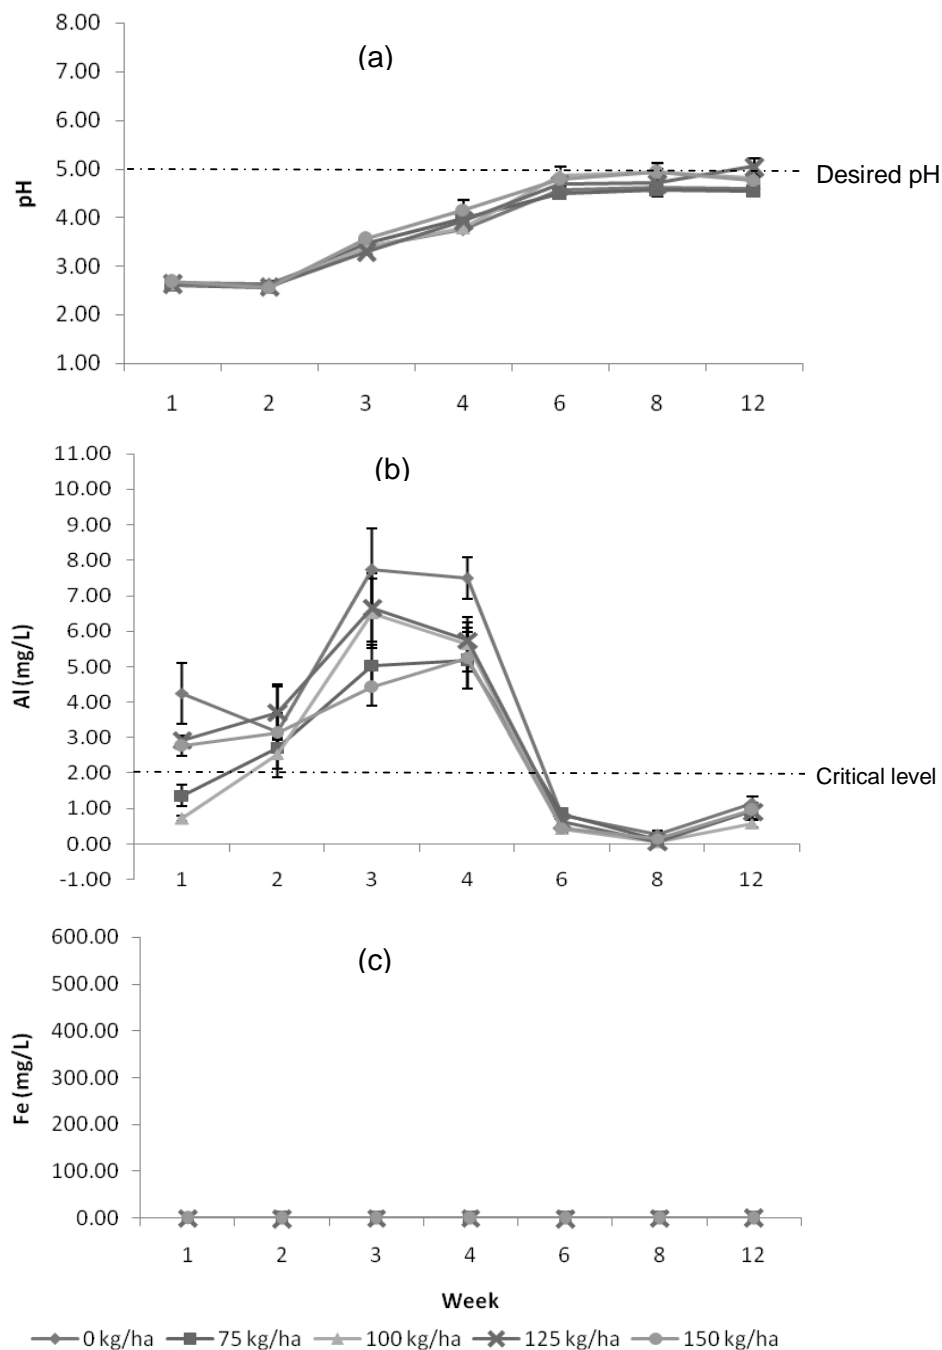 8.00
7.00
6.00
5.00
4.00
3.00
2.00
1.00
pH
(a)
Desired pH
1 2 3 4 6 8 12
11.00
10.00
9.00
8.00
7.00
6.00
5.00
4.00
3.00
2.00
1.00
0.00
-1.00
Al (mg/L)
(b)
Critical level
1 2 3 4 6 8 12
600.00
500.00
400.00
300.00
200.00
100.00
0.00
Fe (mg/L)
(c)
1 2 3 4 6 8 12
Week
0 kg/ha 75 kg/ha 100 kg/ha 125 kg/ha 150 kg/ha